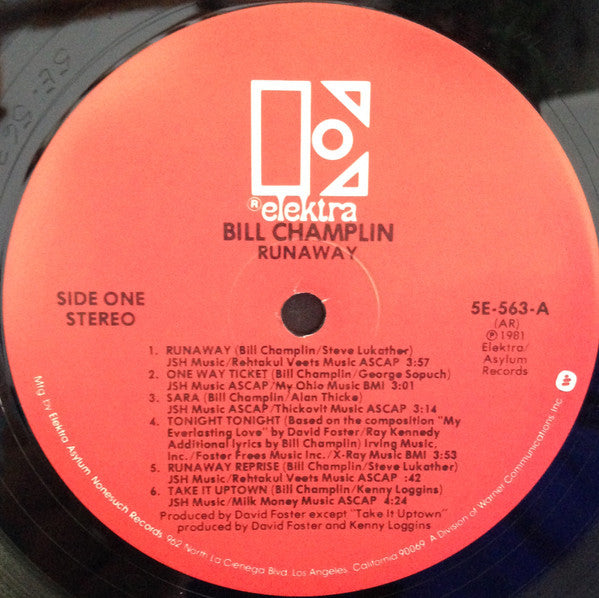 ® elektra
BILL CHAMPLIN
RUNAWAY
SIDE ONE
STEREO
5E-563-A
(AR)
℗ 1981
Elektra/
Asylum
Records
1. RUNAWAY (Bill Champlin/Steve Lukather)
JSH Music/Rehtakul Veets Music ASCAP 3:57
2. ONE WAY TICKET (Bill Champlin/George Sopuch)
JSH Music ASCAP/My Ohio Music BMI 3:01
3. SARA (Bill Champlin/Alan Thicke)
JSH Music ASCAP/Thickovit Music ASCAP 3:14
4. TONIGHT TONIGHT (Based on the composition "My
Everlasting Love" by David Foster/Ray Kennedy
Additional lyrics by Bill Champlin) Irving Music,
Inc./Foster Frees Music Inc./X-Ray Music BMI 3:53
5. RUNAWAY REPRISE (Bill Champlin/Steve Lukather)
JSH Music/Rehtakul Veets Music ASCAP :42
6. TAKE IT UPTOWN (Bill Champlin/Kenny Loggins)
JSH Music/Milk Money Music ASCAP 4:24
Produced by David Foster except "Take It Uptown"
produced by David Foster and Kenny Loggins
Mfg. by Elektra Asylum Nonesuch Records, 962 North La Cienega Blvd. Los Angeles, California 90069. A Division of Warner Communications Inc.